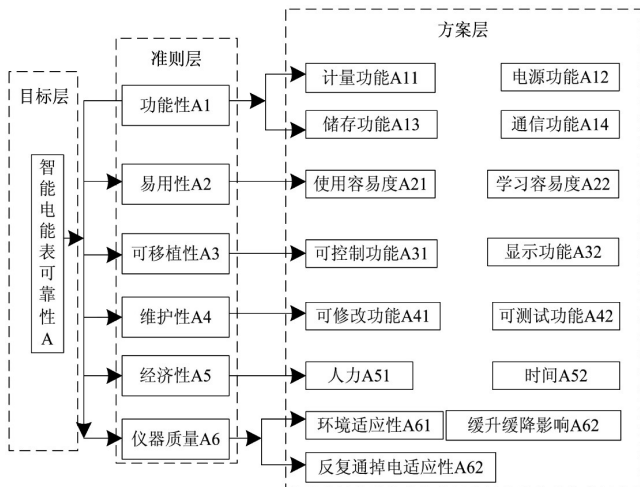 方案层
准则层
目标层
智能电能表可靠性A
功能性A1
计量功能A11
电源功能A12
储存功能A13
通信功能A14
易用性A2
使用容易度A21
学习容易度A22
可移植性A3
可控制功能A31
显示功能A32
维护性A4
可修改功能A41
可测试功能A42
经济性A5
人力A51
时间A52
仪器质量A6
环境适应性A61
缓升缓降影响A62
反复通掉电适应性A62